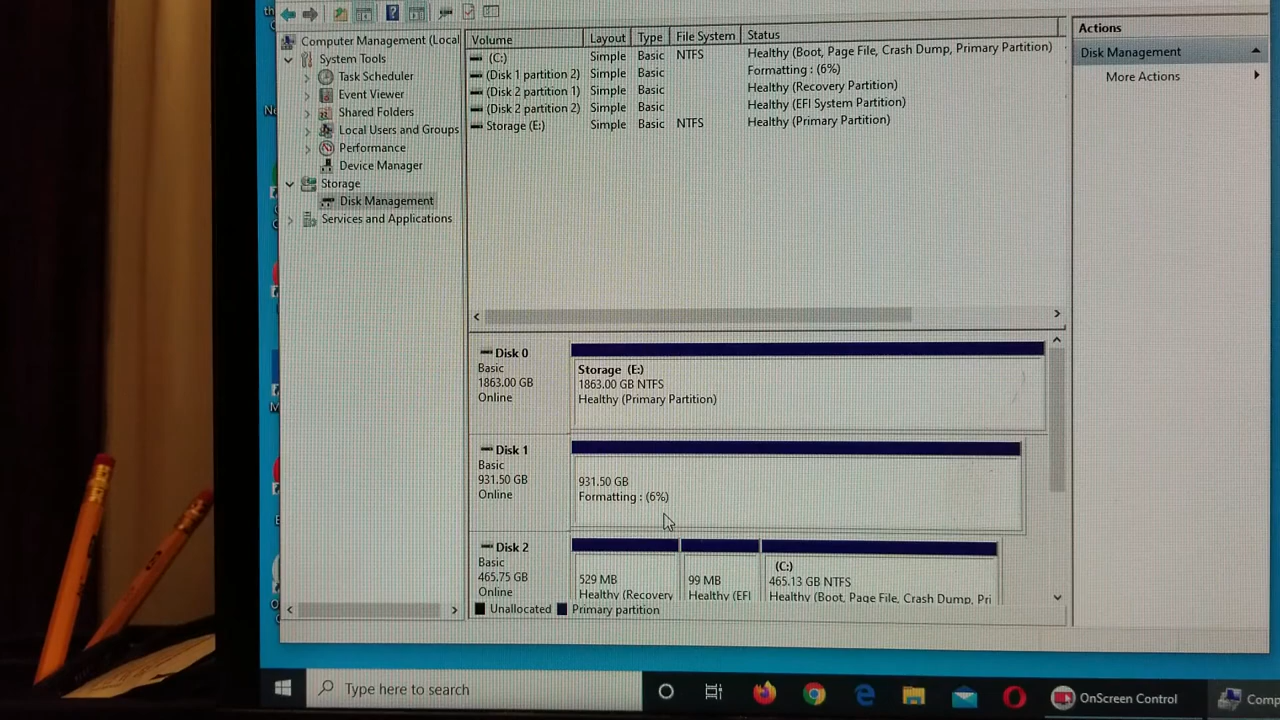 Computer Management (Local
System Tools
Task Scheduler
Event Viewer
Shared Folders
Local Users and Groups
Performance
Device Manager
Storage
Disk Management
Services and Applications
Volume Layout Type File System Status
(C:) Simple Basic NTFS Healthy (Boot, Page File, Crash Dump, Primary Partition)
(Disk 1 partition 2) Simple Basic Formatting : (6%)
(Disk 2 partition 1) Simple Basic Healthy (Recovery Partition)
(Disk 2 partition 2) Simple Basic Healthy (EFI System Partition)
Storage (E:) Simple Basic NTFS Healthy (Primary Partition)
Actions
Disk Management
More Actions
Disk 0
Basic
1863.00 GB
Online
Storage (E:)
1863.00 GB NTFS
Healthy (Primary Partition)
Disk 1
Basic
931.50 GB
Online
931.50 GB
Formatting : (6%)
Disk 2
Basic
465.75 GB
Online
529 MB
Healthy (Recovery
99 MB
Healthy (EFI
(C:)
465.13 GB NTFS
Healthy (Boot, Page File, Crash Dump, Pri
Unallocated Primary partition
Type here to search
OnScreen Control
Comp